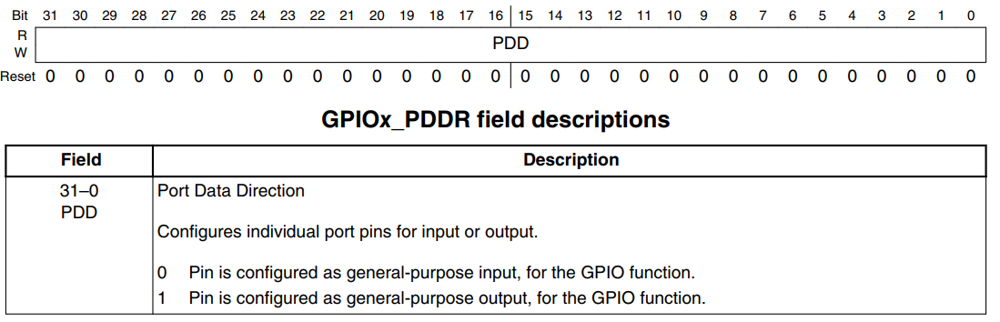 Bit 31 30 29 28 27 26 25 24 23 22 21 20 19 18 17 16 15 14 13 12 11 10 9 8 7 6 5 4 3 2 1 0
R
PDD
W
Reset 0 0 0 0 0 0 0 0 0 0 0 0 0 0 0 0 0 0 0 0 0 0 0 0 0 0 0 0 0 0 0 0
GPIOx_PDDR field descriptions
Field Description
31–0 Port Data Direction
PDD
Configures individual port pins for input or output.
0 Pin is configured as general-purpose input, for the GPIO function.
1 Pin is configured as general-purpose output, for the GPIO function.